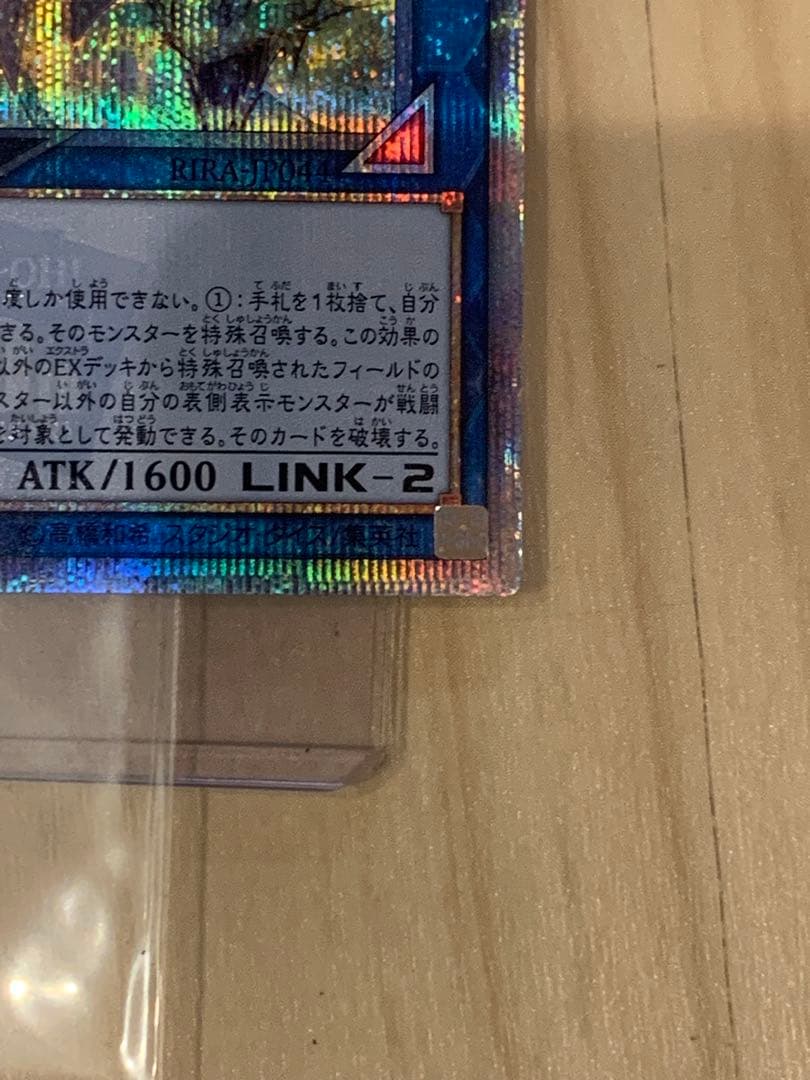 RIRA-JP044
度しか使用できない。①：手札を1枚捨て、自分
きる。そのモンスターを特殊召喚する。この効果の
以外のEXデッキから特殊召喚されたフィールドの
スター以外の自分の表側表示モンスターが戦闘
を対象として発動できる。そのカードを破壊する。
ATK/1600 LINK-2
©高橋和希 スタジオ・ダイス/集英社